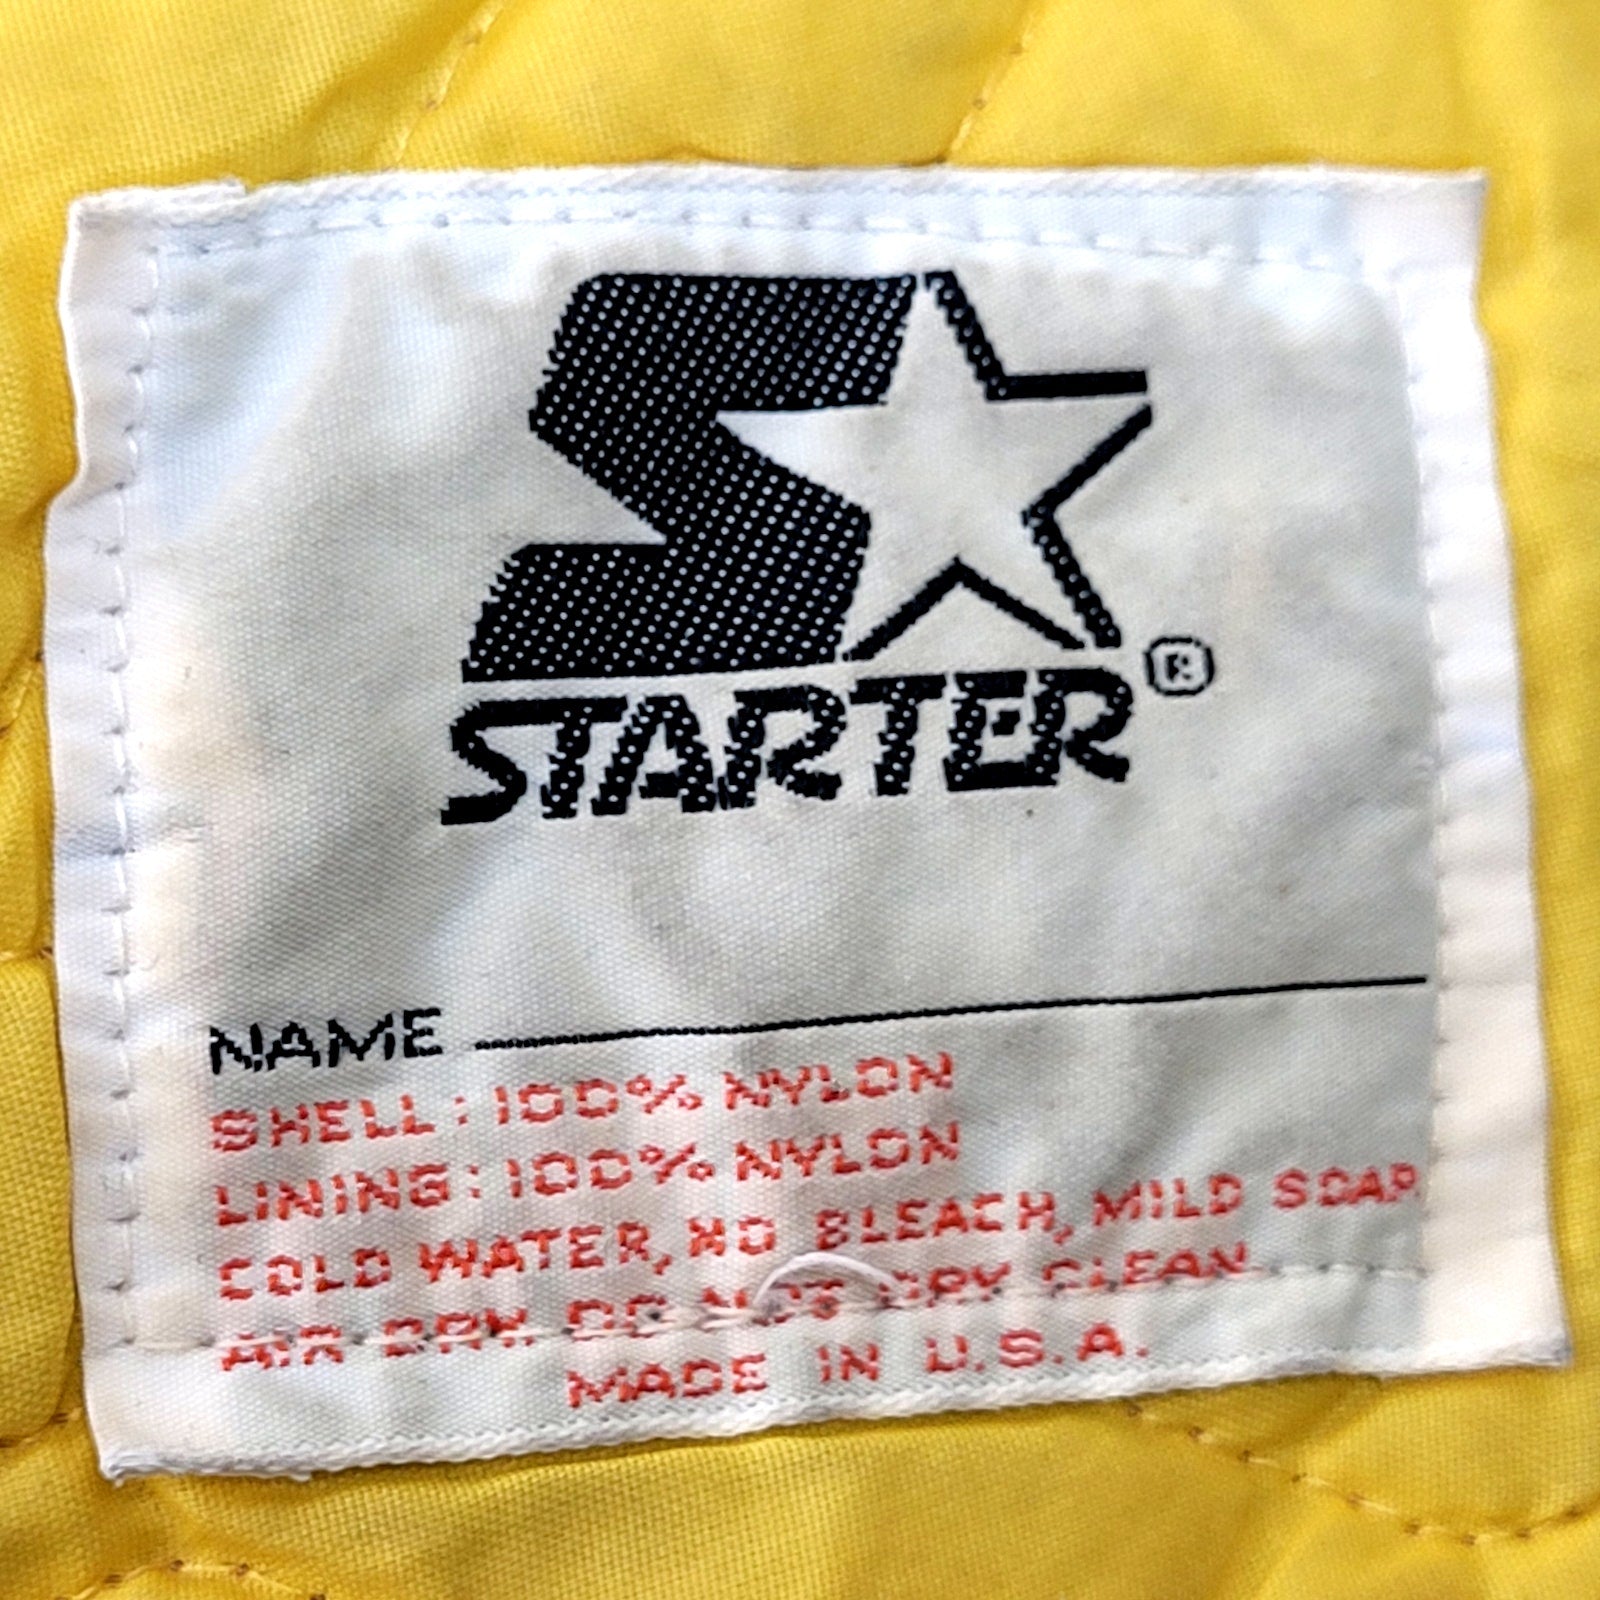 STARTER®
NAME
SHELL: 100% NYLON
LINING: 100% NYLON
COLD WATER, NO BLEACH, MILD SOAP
AIR DRY DO NOT DRY CLEAN
MADE IN U.S.A.